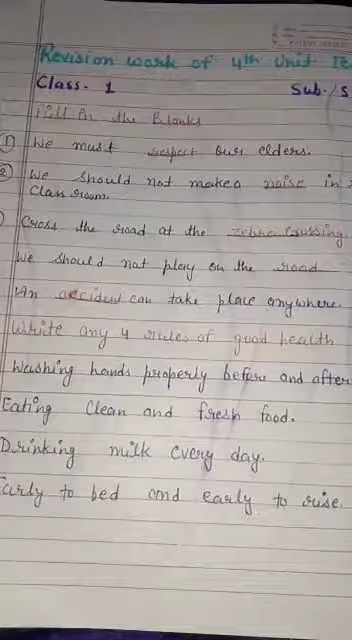 Revision work of 4th Unit
Class. 1 Sub./S
Fill in the Blanks
① We must respect our elders.
② We should not make a noise in
Class room.
Cross the road at the zebra crossing
We should not play on the road
An accident can take place anywhere.
Write any 4 rules of good health
Washing hands properly before and after
Eating Clean and fresh food.
Drinking milk every day.
Early to bed and early to rise.